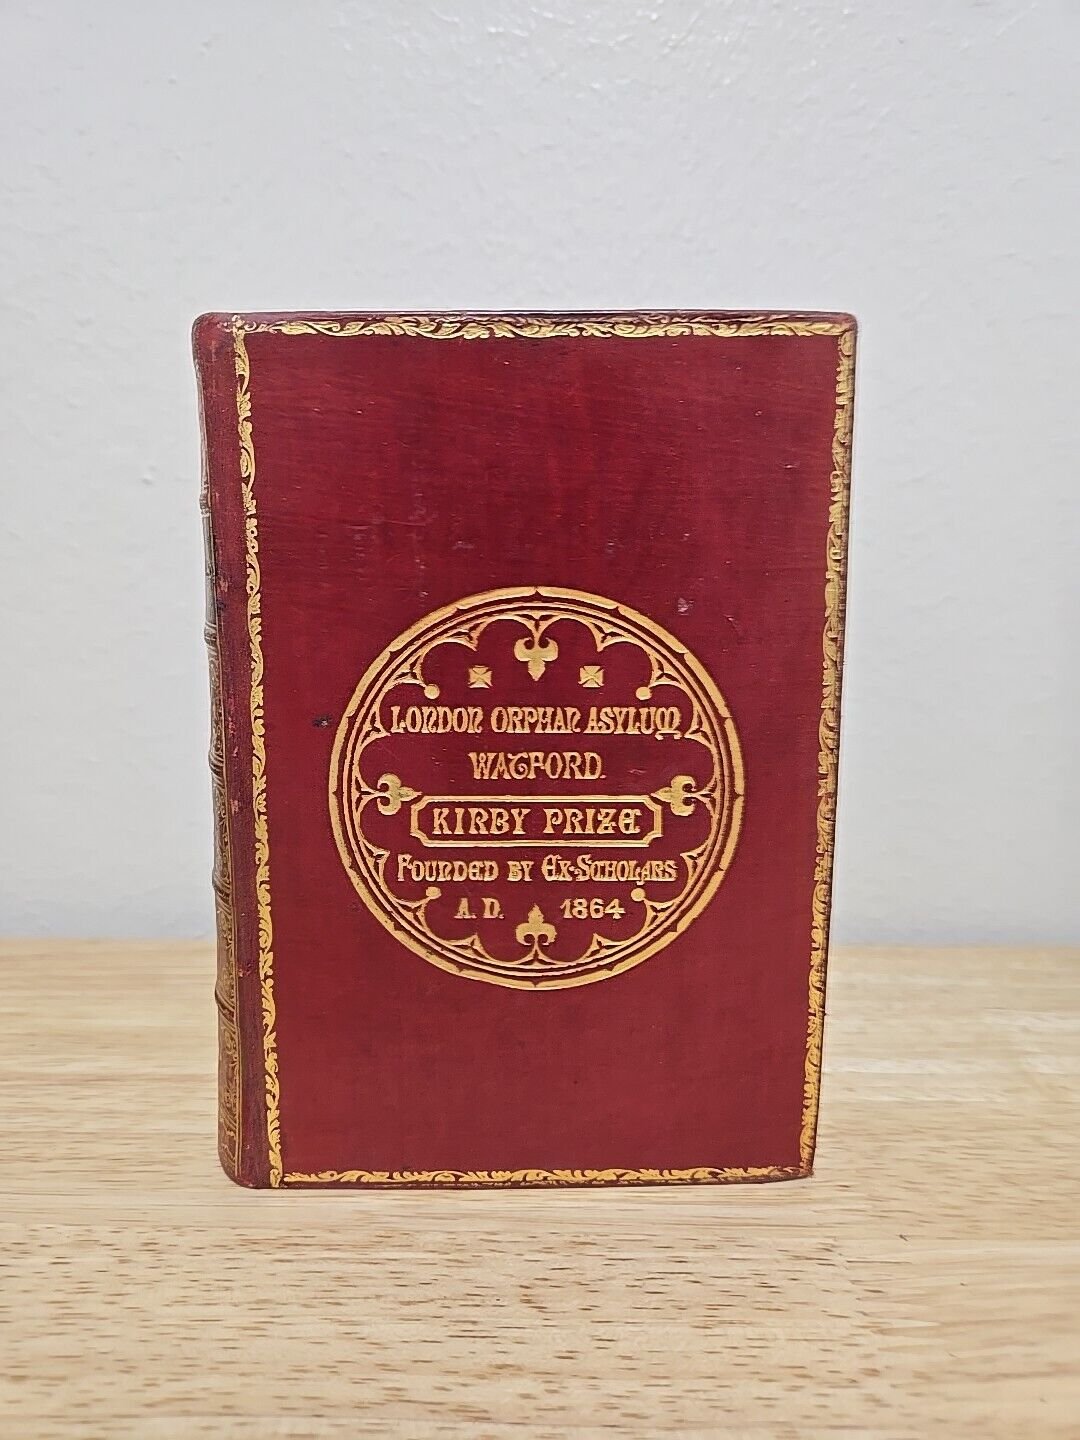 LONDON ORPHAN ASYLUM
WATFORD.
KIRBY PRIZE
FOUNDED BY EX-SCHOLARS
A.D. 1864